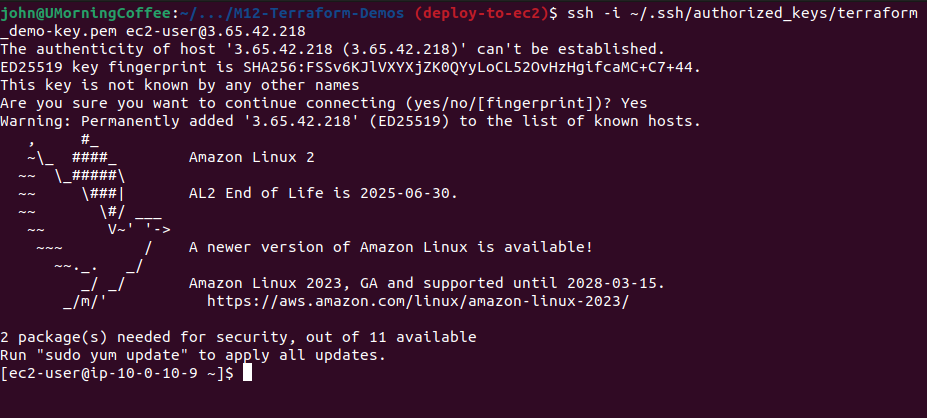 john@UMorningCoffee:~/.../M12-Terraform-Demos (deploy-to-ec2)$ ssh -i ~/.ssh/authorized_keys/terraform
_demo-key.pem ec2-user@3.65.42.218
The authenticity of host '3.65.42.218 (3.65.42.218)' can't be established.
ED25519 key fingerprint is SHA256:FSSv6KJlVXYXjZK0QYyLoCL52OvHzHgifcaMC+C7+44.
This key is not known by any other names
Are you sure you want to continue connecting (yes/no/[fingerprint])? Yes
Warning: Permanently added '3.65.42.218' (ED25519) to the list of known hosts.
   ,     #_
   ~\_  ####_        Amazon Linux 2
  ~~  \_#####\
  ~~     \###|       AL2 End of Life is 2025-06-30.
  ~~       \#/ ___
   ~~       V~' '->
    ~~~         /    A newer version of Amazon Linux is available!
      ~~._.   _/
         _/ _/       Amazon Linux 2023, GA and supported until 2028-03-15.
       _/m/'           https://aws.amazon.com/linux/amazon-linux-2023/
2 package(s) needed for security, out of 11 available
Run "sudo yum update" to apply all updates.
[ec2-user@ip-10-0-10-9 ~]$